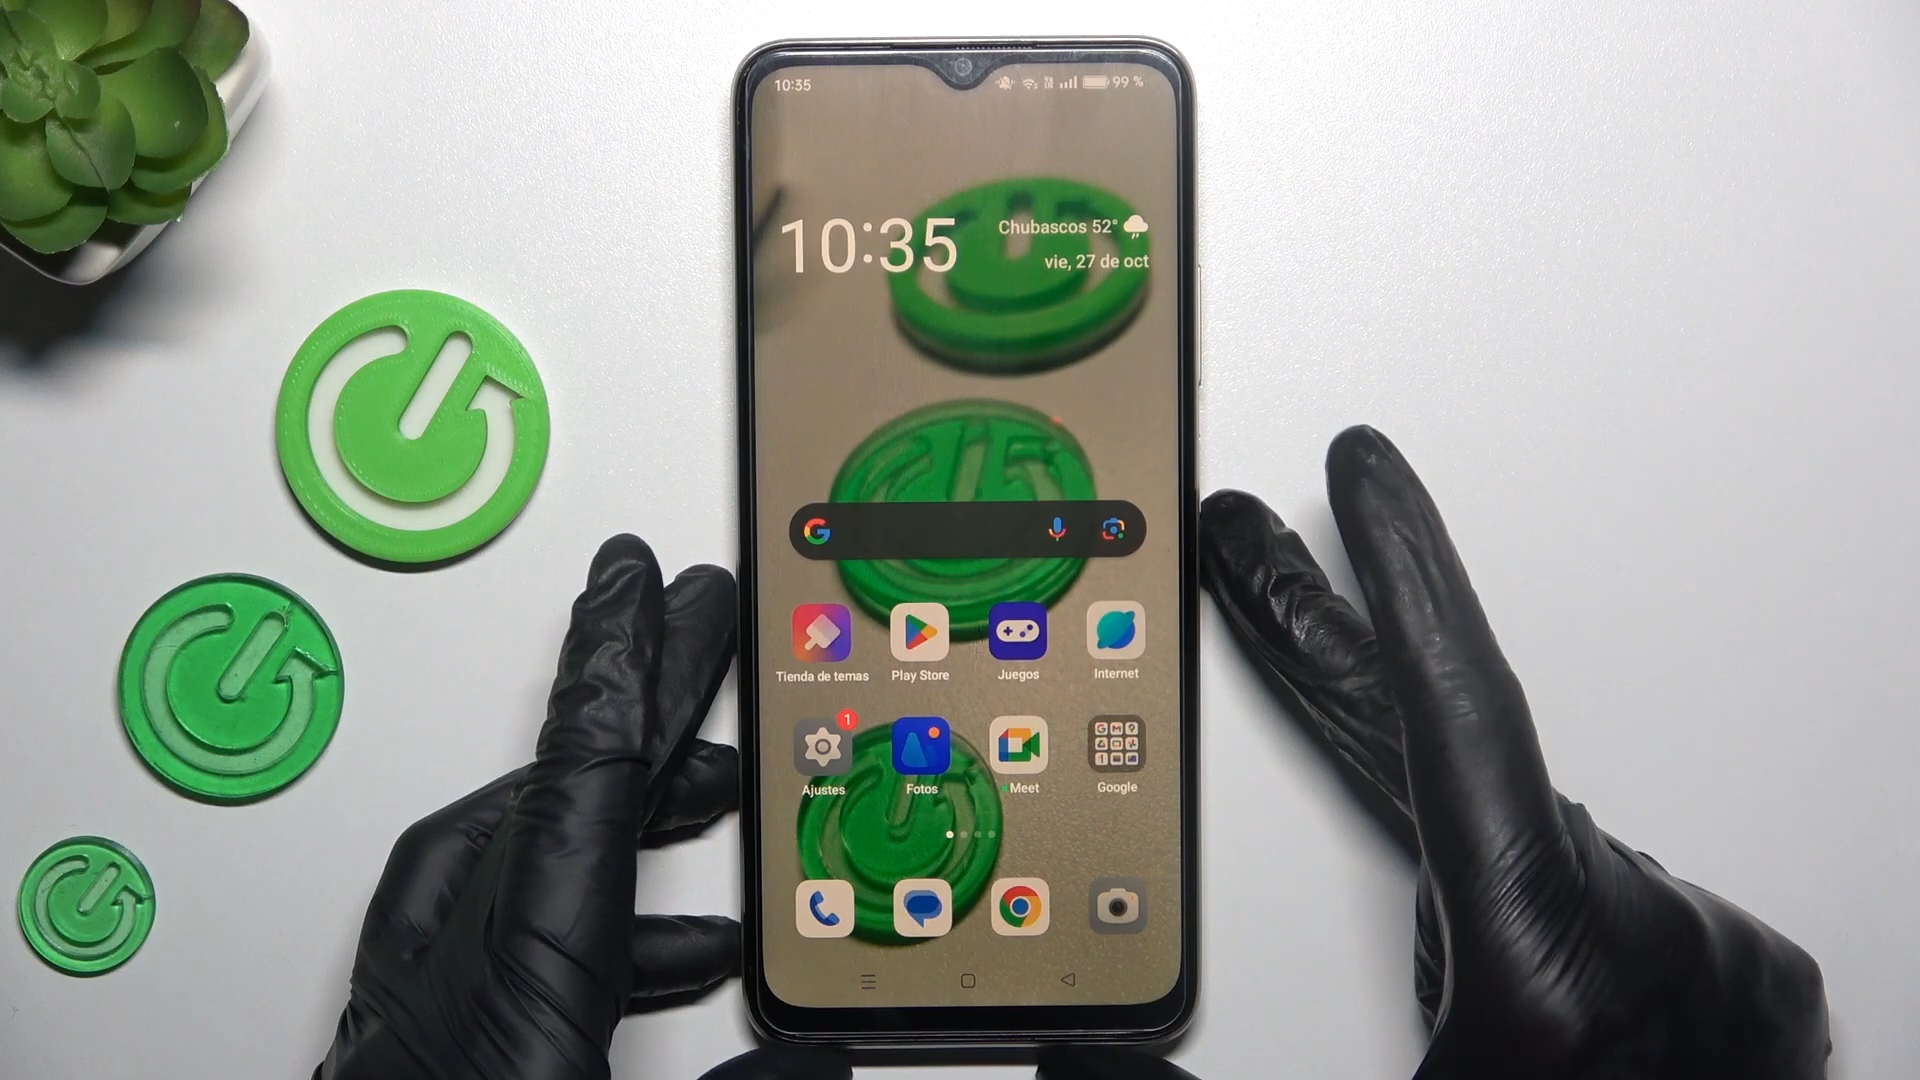 10:35
99 %
10:35
Chubascos 52°
vie, 27 de oct
Tienda de temas
Play Store
Juegos
Internet
1
Ajustes
Fotos
Meet
Google